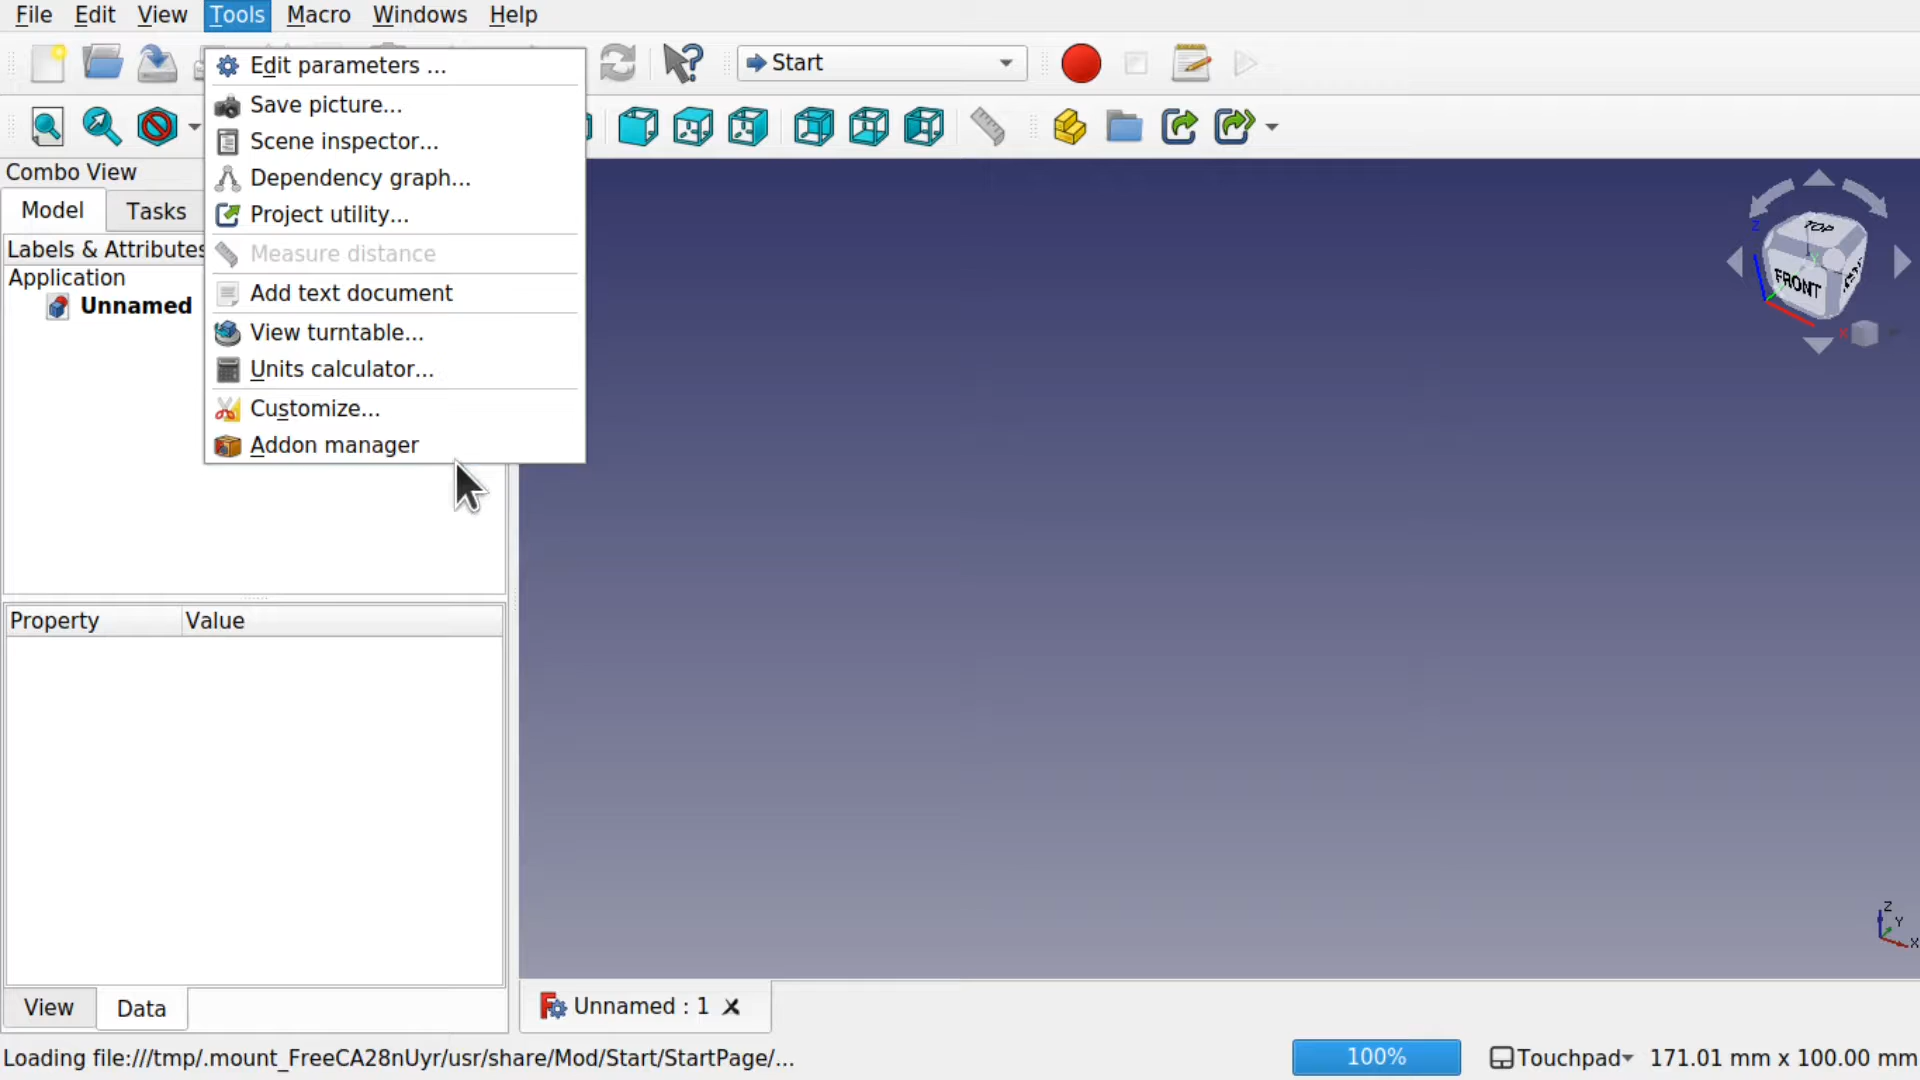 File Edit View Tools Macro Windows Help
Start
Edit parameters ...
Save picture...
Scene inspector...
Dependency graph...
Project utility...
Measure distance
Add text document
View turntable...
Units calculator...
Customize...
Addon manager
Combo View
Model Tasks
Labels & Attributes
Application
Unnamed
TOP
FRONT
Z
X
Property Value
Z
Y
X
View Data
Unnamed : 1
Loading file:///tmp/.mount_FreeCA28nUyr/usr/share/Mod/Start/StartPage/...
100%
Touchpad
171.01 mm x 100.00 mm